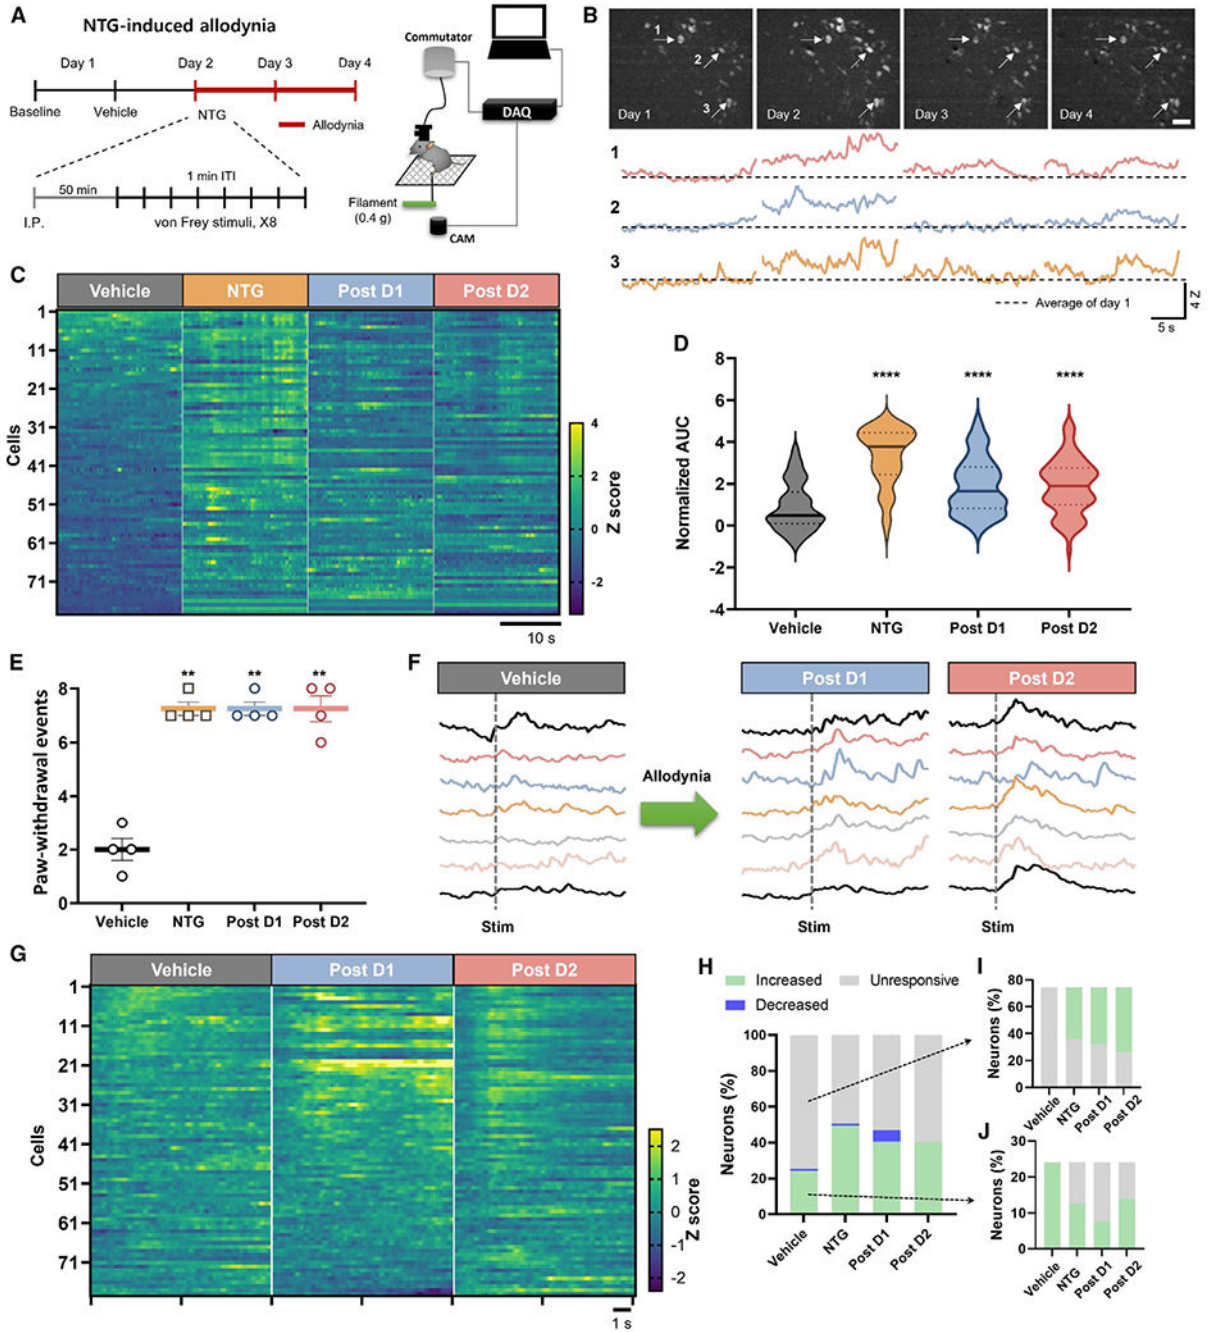 A
NTG-induced allodynia
Day 1
Day 2
Day 3
Day 4
Baseline
Vehicle
NTG
Allodynia
50 min
1 min ITI
I.P.
von Frey stimuli, X8
Commutator
DAQ
Filament
(0.4 g)
CAM
B
1
2
3
Day 1
Day 2
Day 3
Day 4
1
2
3
Average of day 1
4 Z
5 s
C
Vehicle
NTG
Post D1
Post D2
1
11
21
31
41
51
61
71
Cells
4
2
0
-2
Z score
10 s
D
8
6
4
2
0
-2
-4
Normalized AUC
****
****
****
Vehicle
NTG
Post D1
Post D2
E
8
6
4
2
0
Paw-withdrawal events
**
**
**
Vehicle
NTG
Post D1
Post D2
F
Vehicle
Post D1
Post D2
Allodynia
Stim
Stim
Stim
G
Vehicle
Post D1
Post D2
1
11
21
31
41
51
61
71
Cells
2
1
0
-1
-2
Z score
1 s
H
Increased
Unresponsive
Decreased
100
80
60
40
20
0
Neurons (%)
Vehicle
NTG
Post D1
Post D2
I
80
60
40
20
0
Neurons (%)
Vehicle
NTG
Post D1
Post D2
J
30
20
10
0
Neurons (%)
Vehicle
NTG
Post D1
Post D2